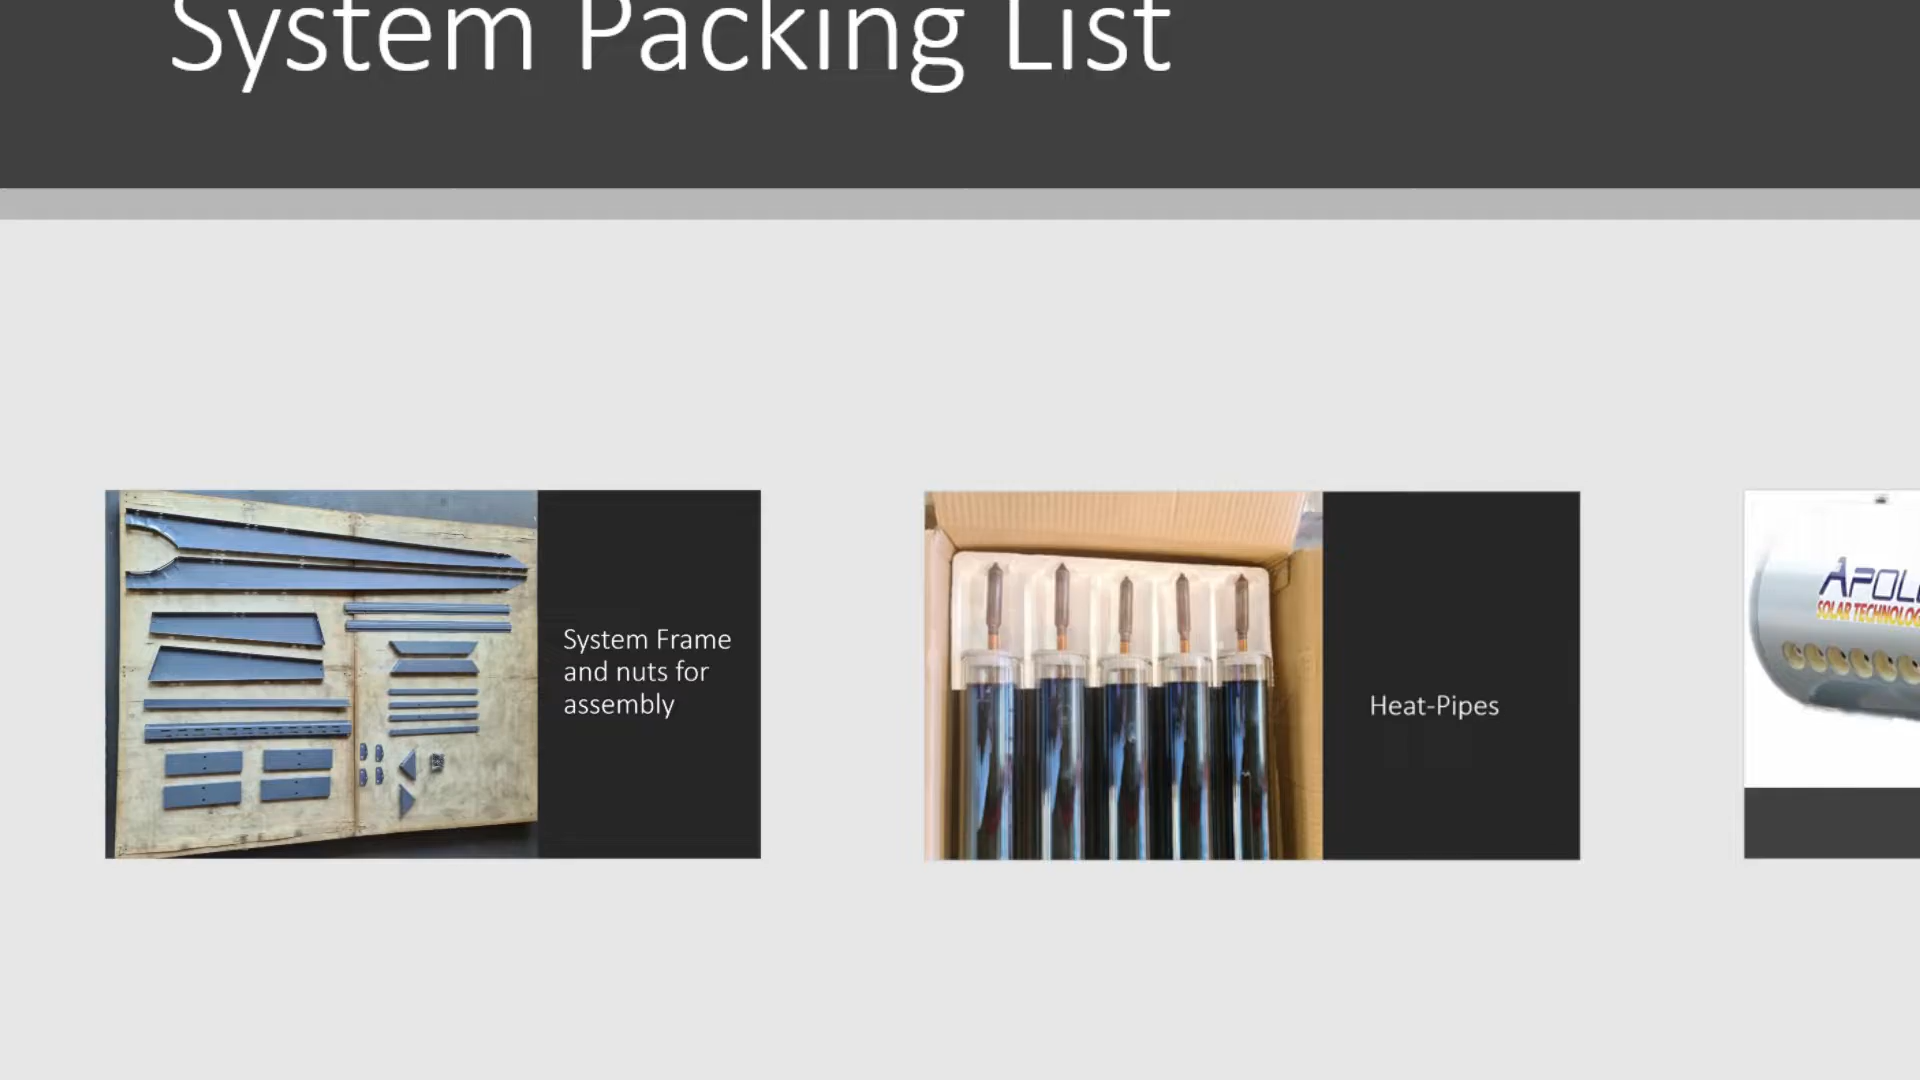 System Packing List
System Frame
and nuts for
assembly
Heat-Pipes